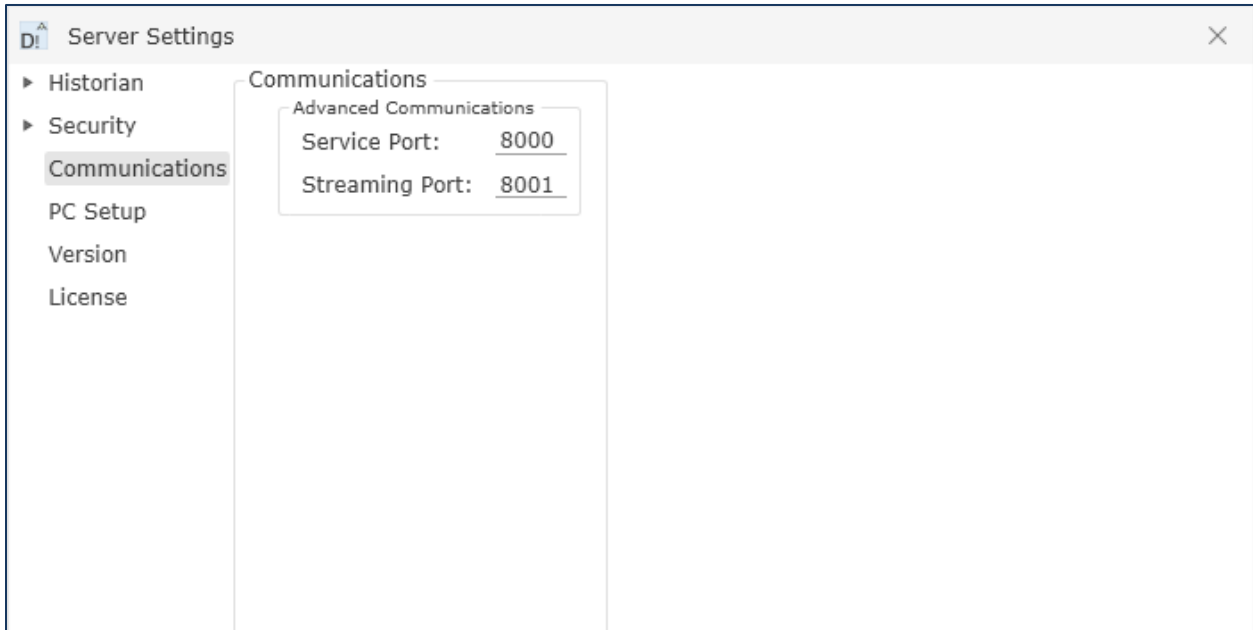 D! Server Settings
Historian
Security
Communications
PC Setup
Version
License
Communications
Advanced Communications
Service Port: 8000
Streaming Port: 8001